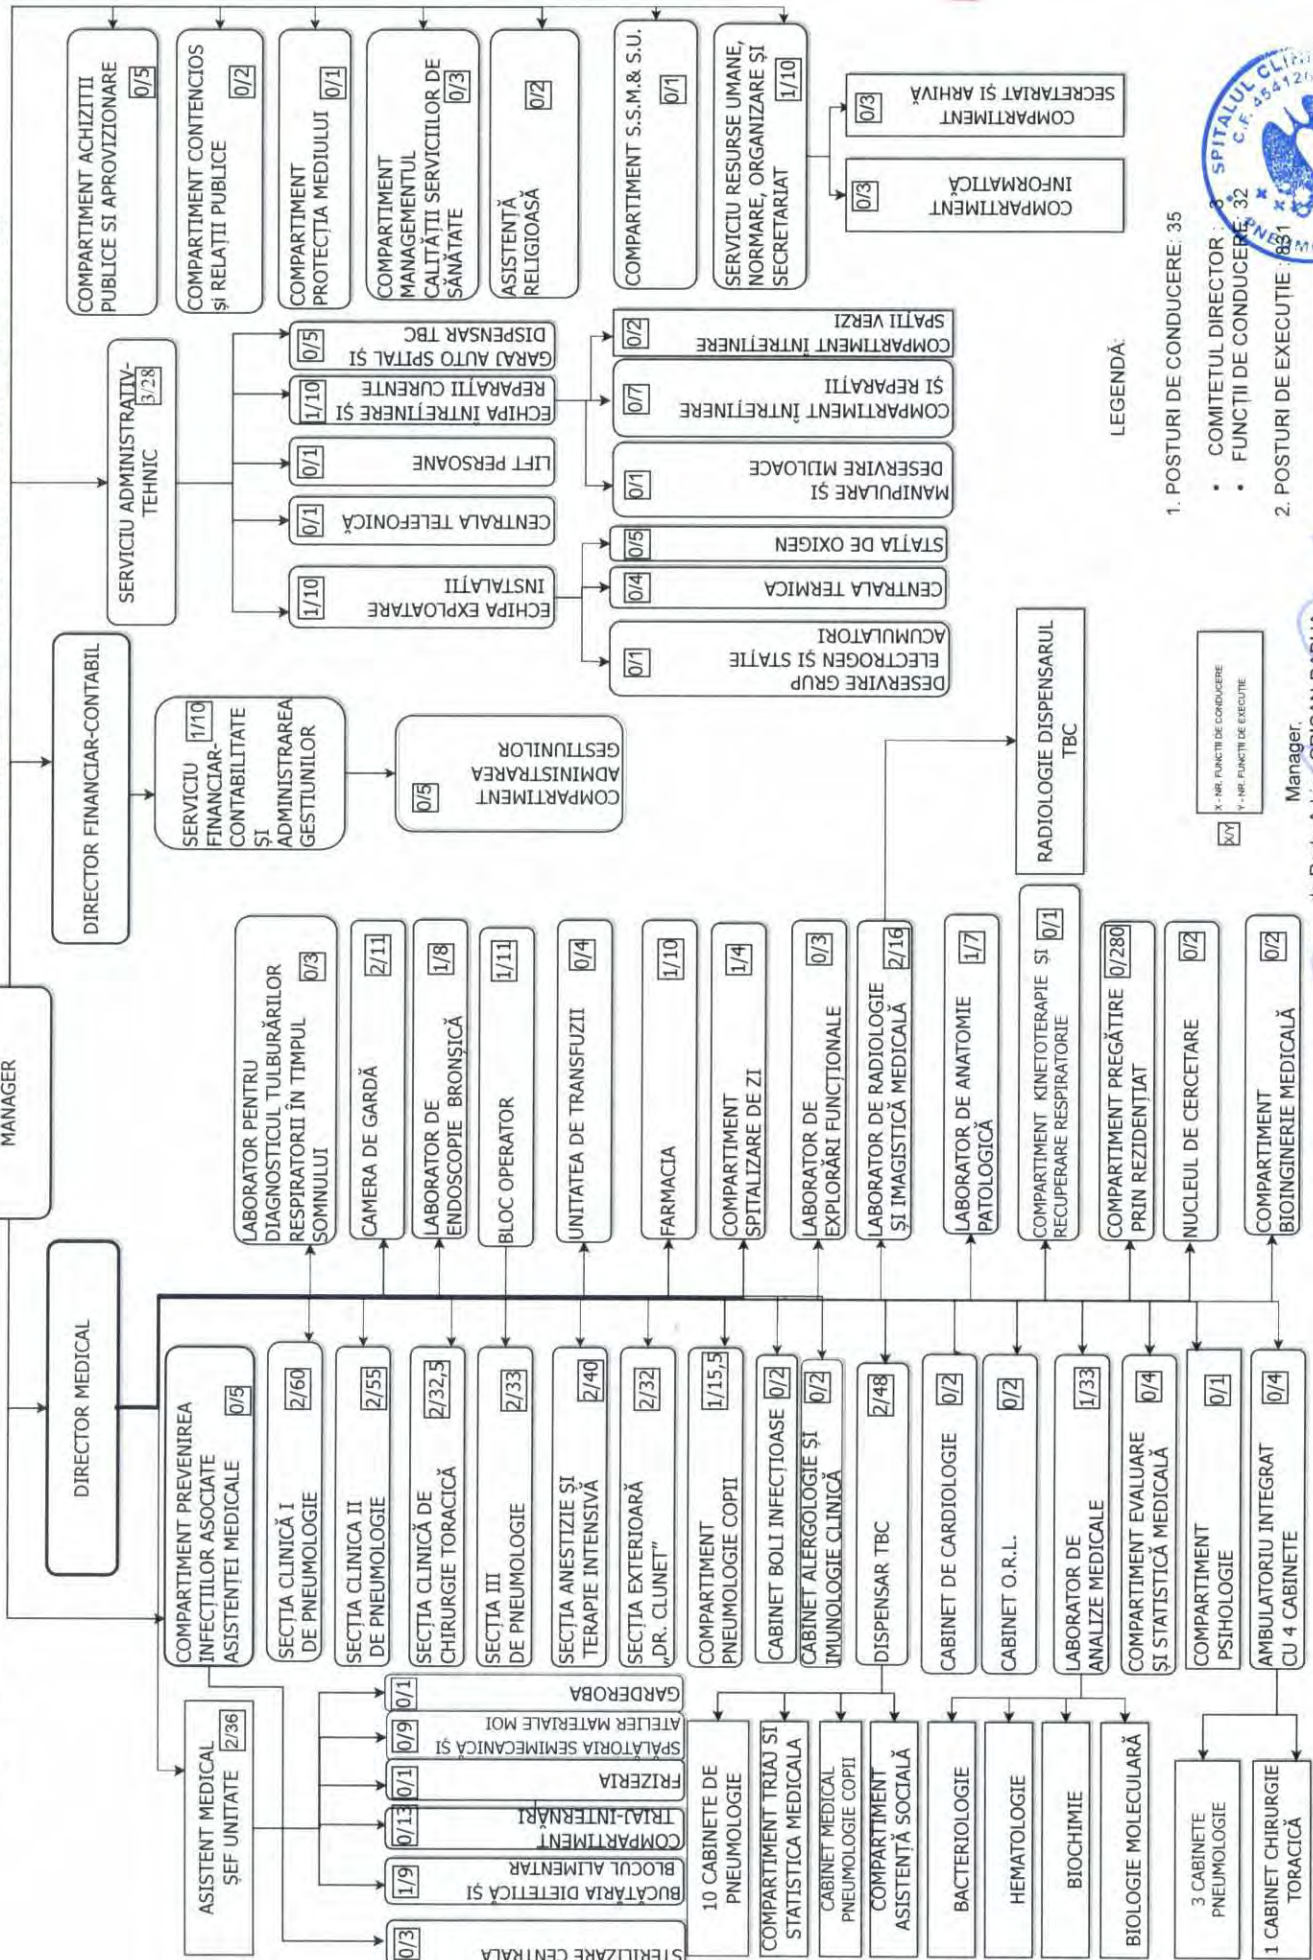 MANAGER
DIRECTOR MEDICAL
DIRECTOR FINANCIAR-CONTABIL
SERVICIU ADMINISTRATIV-
TEHNIC
3/28
COMPARTIMENT ACHIZITII
PUBLICE SI APROVIZIONARE
0/5
COMPARTIMENT CONTENCIOS
și RELAȚII PUBLICE
0/2
COMPARTIMENT
PROTECȚIA MEDIULUI
0/1
COMPARTIMENT
MANAGEMENTUL
CALITĂȚII SERVICIILOR DE
SĂNĂTATE
0/3
ASISTENȚĂ
RELIGIOASĂ
0/2
COMPARTIMENT S.S.M.& S.U.
0/1
SERVICIU RESURSE UMANE,
NORMARE, ORGANIZARE ȘI
SECRETARIAT
1/10
COMPARTIMENT
INFORMATICĂ
0/3
COMPARTIMENT
SECRETARIAT ȘI ARHIVĂ
0/3
ECHIPA EXPLOATARE
INSTALAȚII
1/10
CENTRALA TELEFONICĂ
0/1
LIFT PERSOANE
0/1
ECHIPA ÎNTREȚINERE ȘI
REPARAȚII CURENTE
1/10
GARAJ AUTO SPITAL ȘI
DISPENSAR TBC
0/5
DESERVIRE GRUP
ELECTROGEN ȘI STAȚIE
ACUMULATORI
0/1
CENTRALA TERMICA
0/4
STAȚIA DE OXIGEN
0/5
MANIPULARE ȘI
DESERVIRE MIJLOACE
0/1
COMPARTIMENT ÎNTREȚINERE
ȘI REPARAȚII
0/7
COMPARTIMENT ÎNTREȚINERE
SPAȚII VERZI
0/2
SERVICIU
FINANCIAR-
CONTABILITATE
ȘI
ADMINISTRAREA
GESTIUNILOR
1/10
COMPARTIMENT
ADMINISTRAREA
GESTIUNILOR
0/5
LABORATOR PENTRU
DIAGNOSTICUL TULBURĂRILOR
RESPIRATORII ÎN TIMPUL
SOMNULUI
0/3
CAMERA DE GARDĂ
2/11
LABORATOR DE
ENDOSCOPIE BRONȘICĂ
1/8
BLOC OPERATOR
1/11
UNITATEA DE TRANSFUZII
0/4
FARMACIA
1/10
COMPARTIMENT
SPITALIZARE DE ZI
1/4
LABORATOR DE
EXPLORĂRI FUNCȚIONALE
0/3
LABORATOR DE RADIOLOGIE
ȘI IMAGISTICĂ MEDICALĂ
2/16
RADIOLOGIE DISPENSARUL
TBC
LABORATOR DE ANATOMIE
PATOLOGICĂ
1/7
COMPARTIMENT KINETOTERAPIE ȘI
RECUPERARE RESPIRATORIE
0/1
COMPARTIMENT PREGĂTIRE
PRIN REZIDENȚIAT
0/280
NUCLEUL DE CERCETARE
0/2
COMPARTIMENT
BIOINGINERIE MEDICALĂ
0/2
COMPARTIMENT PREVENIREA
INFECȚIILOR ASOCIATE
ASISTENȚEI MEDICALE
0/5
SECȚIA CLINICĂ I
DE PNEUMOLOGIE
2/60
SECȚIA CLINICA II
DE PNEUMOLOGIE
2/55
SECȚIA CLINICĂ DE
CHIRURGIE TORACICĂ
2/32,5
SECȚIA III
DE PNEUMOLOGIE
2/33
SECȚIA ANESTIZIE ȘI
TERAPIE INTENSIVĂ
2/40
SECȚIA EXTERIOARĂ
„DR. CLUNET”
2/32
COMPARTIMENT
PNEUMOLOGIE COPII
1/15,5
CABINET BOLI INFECȚIOASE
0/2
CABINET ALERGOLOGIE ȘI
IMUNOLOGIE CLINICĂ
0/2
DISPENSAR TBC
2/48
CABINET DE CARDIOLOGIE
0/2
CABINET O.R.L.
0/2
LABORATOR DE
ANALIZE MEDICALE
1/33
COMPARTIMENT EVALUARE
ȘI STATISTICĂ MEDICALĂ
0/4
COMPARTIMENT
PSIHOLOGIE
0/1
AMBULATORIU INTEGRAT
CU 4 CABINETE
0/4
ASISTENT MEDICAL
ȘEF UNITATE
2/36
STERILIZARE CENTRALA
0/3
BUCĂTĂRIA DIETETICĂ ȘI
BLOCUL ALIMENTAR
1/9
COMPARTIMENT
TRIAJ-INTERNĂRI
0/13
FRIZERIA
0/1
SPĂLĂTORIA SEMIMECANICĂ ȘI
ATELIER MATERIALE MOI
0/9
GARDEROBA
0/1
10 CABINETE DE
PNEUMOLOGIE
COMPARTIMENT TRIAJ SI
STATISTICA MEDICALA
CABINET MEDICAL
PNEUMOLOGIE COPII
COMPARTIMENT
ASISTENȚĂ SOCIALĂ
BACTERIOLOGIE
HEMATOLOGIE
BIOCHIMIE
BIOLOGIE MOLECULARĂ
3 CABINETE
PNEUMOLOGIE
1 CABINET CHIRURGIE
TORACICĂ
LEGENDĂ:
1. POSTURI DE CONDUCERE: 35
• COMITETUL DIRECTOR : 3
• FUNCȚII DE CONDUCERE: 32
2. POSTURI DE EXECUTIE : 831
X/Y
X - NR. FUNCTII DE CONDUCERE
Y - NR. FUNCTII DE EXECUTIE
Manager,
SPITALUL CLINIC
C.F. 454126